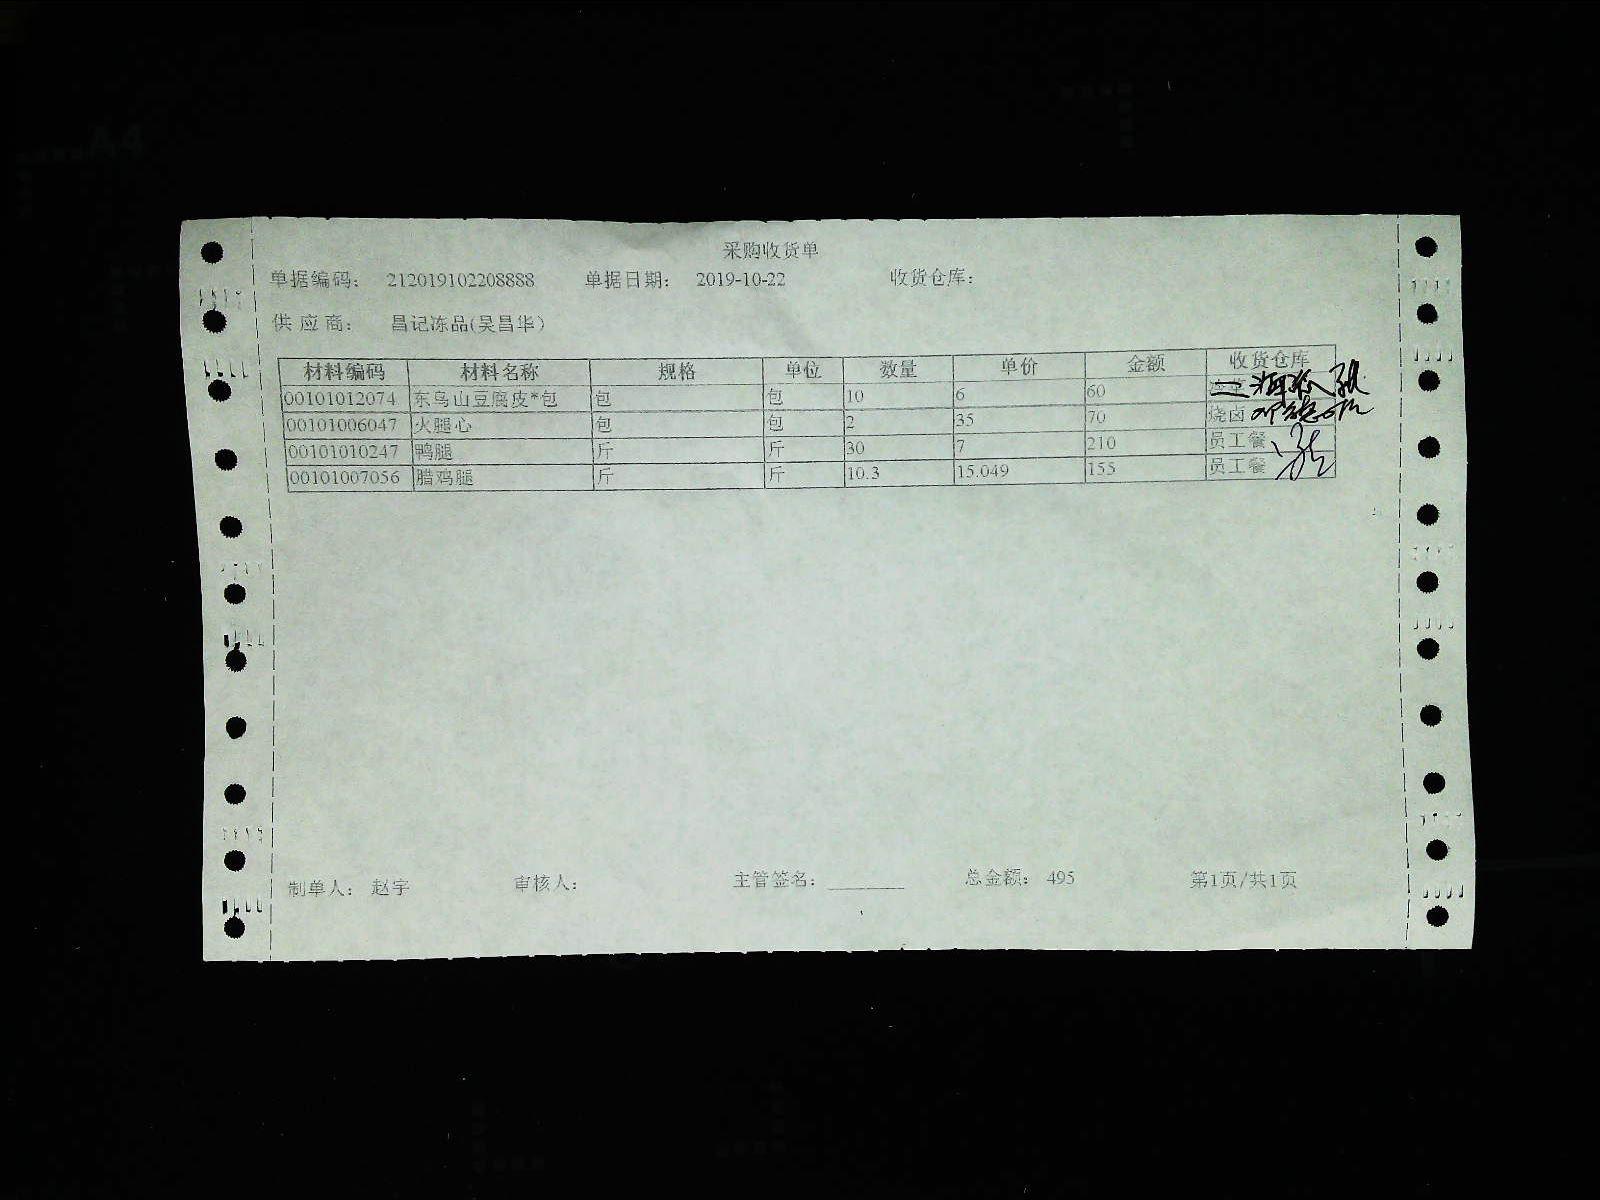 采购收货单
单据编码： 212019102208888 单据日期： 2019-10-22 收货仓库：
供应商： 昌记冻品(吴昌华)
材料编码 材料名称 规格 单位 数量 单价 金额 收货仓库
00101012074 东乌山豆腐皮*包 包 包 10 6 60
00101006047 火腿心 包 包 2 35 70 烧卤
00101010247 鸭腿 斤 斤 30 7 210 员工餐
00101007056 腊鸡腿 斤 斤 10.3 15.049 155 员工餐
制单人： 赵宇 审核人： 主管签名： 总金额： 495 第1页/共1页